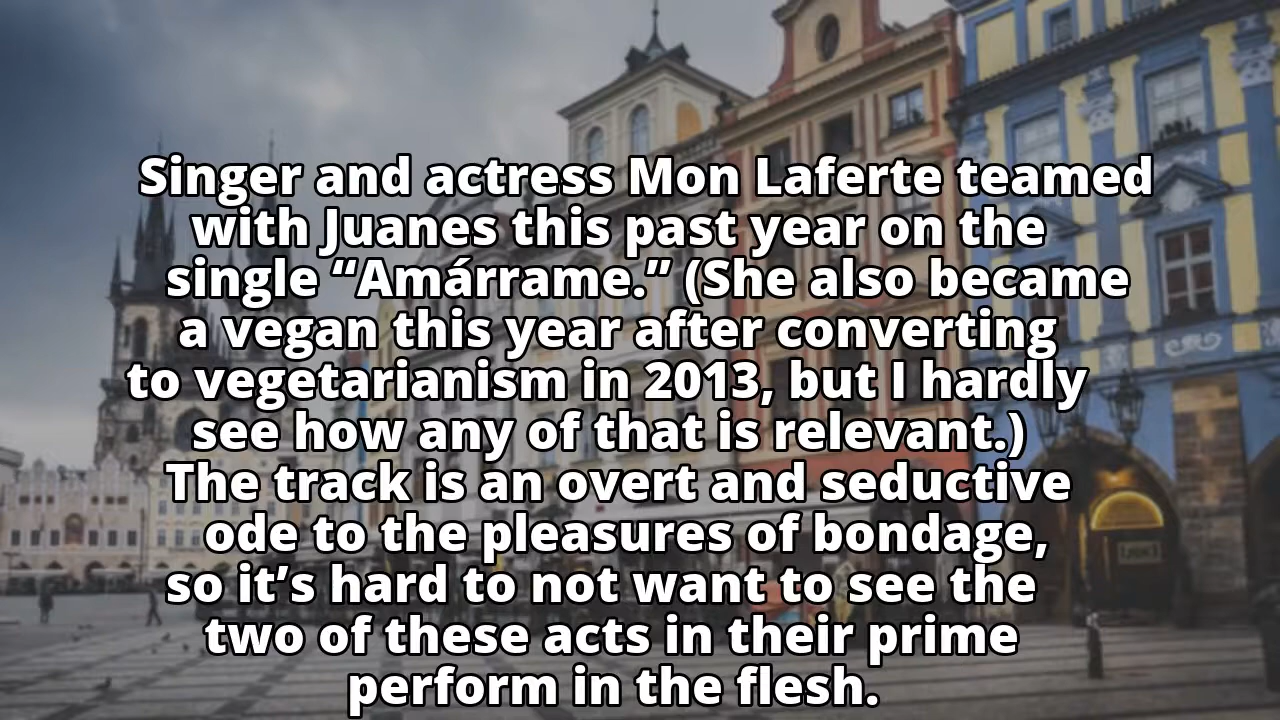 Singer and actress Mon Laferte teamed
with Juanes this past year on the
single “Amárrame.” (She also became
a vegan this year after converting
to vegetarianism in 2013, but I hardly
see how any of that is relevant.)
The track is an overt and seductive
ode to the pleasures of bondage,
so it’s hard to not want to see the
two of these acts in their prime
perform in the flesh.